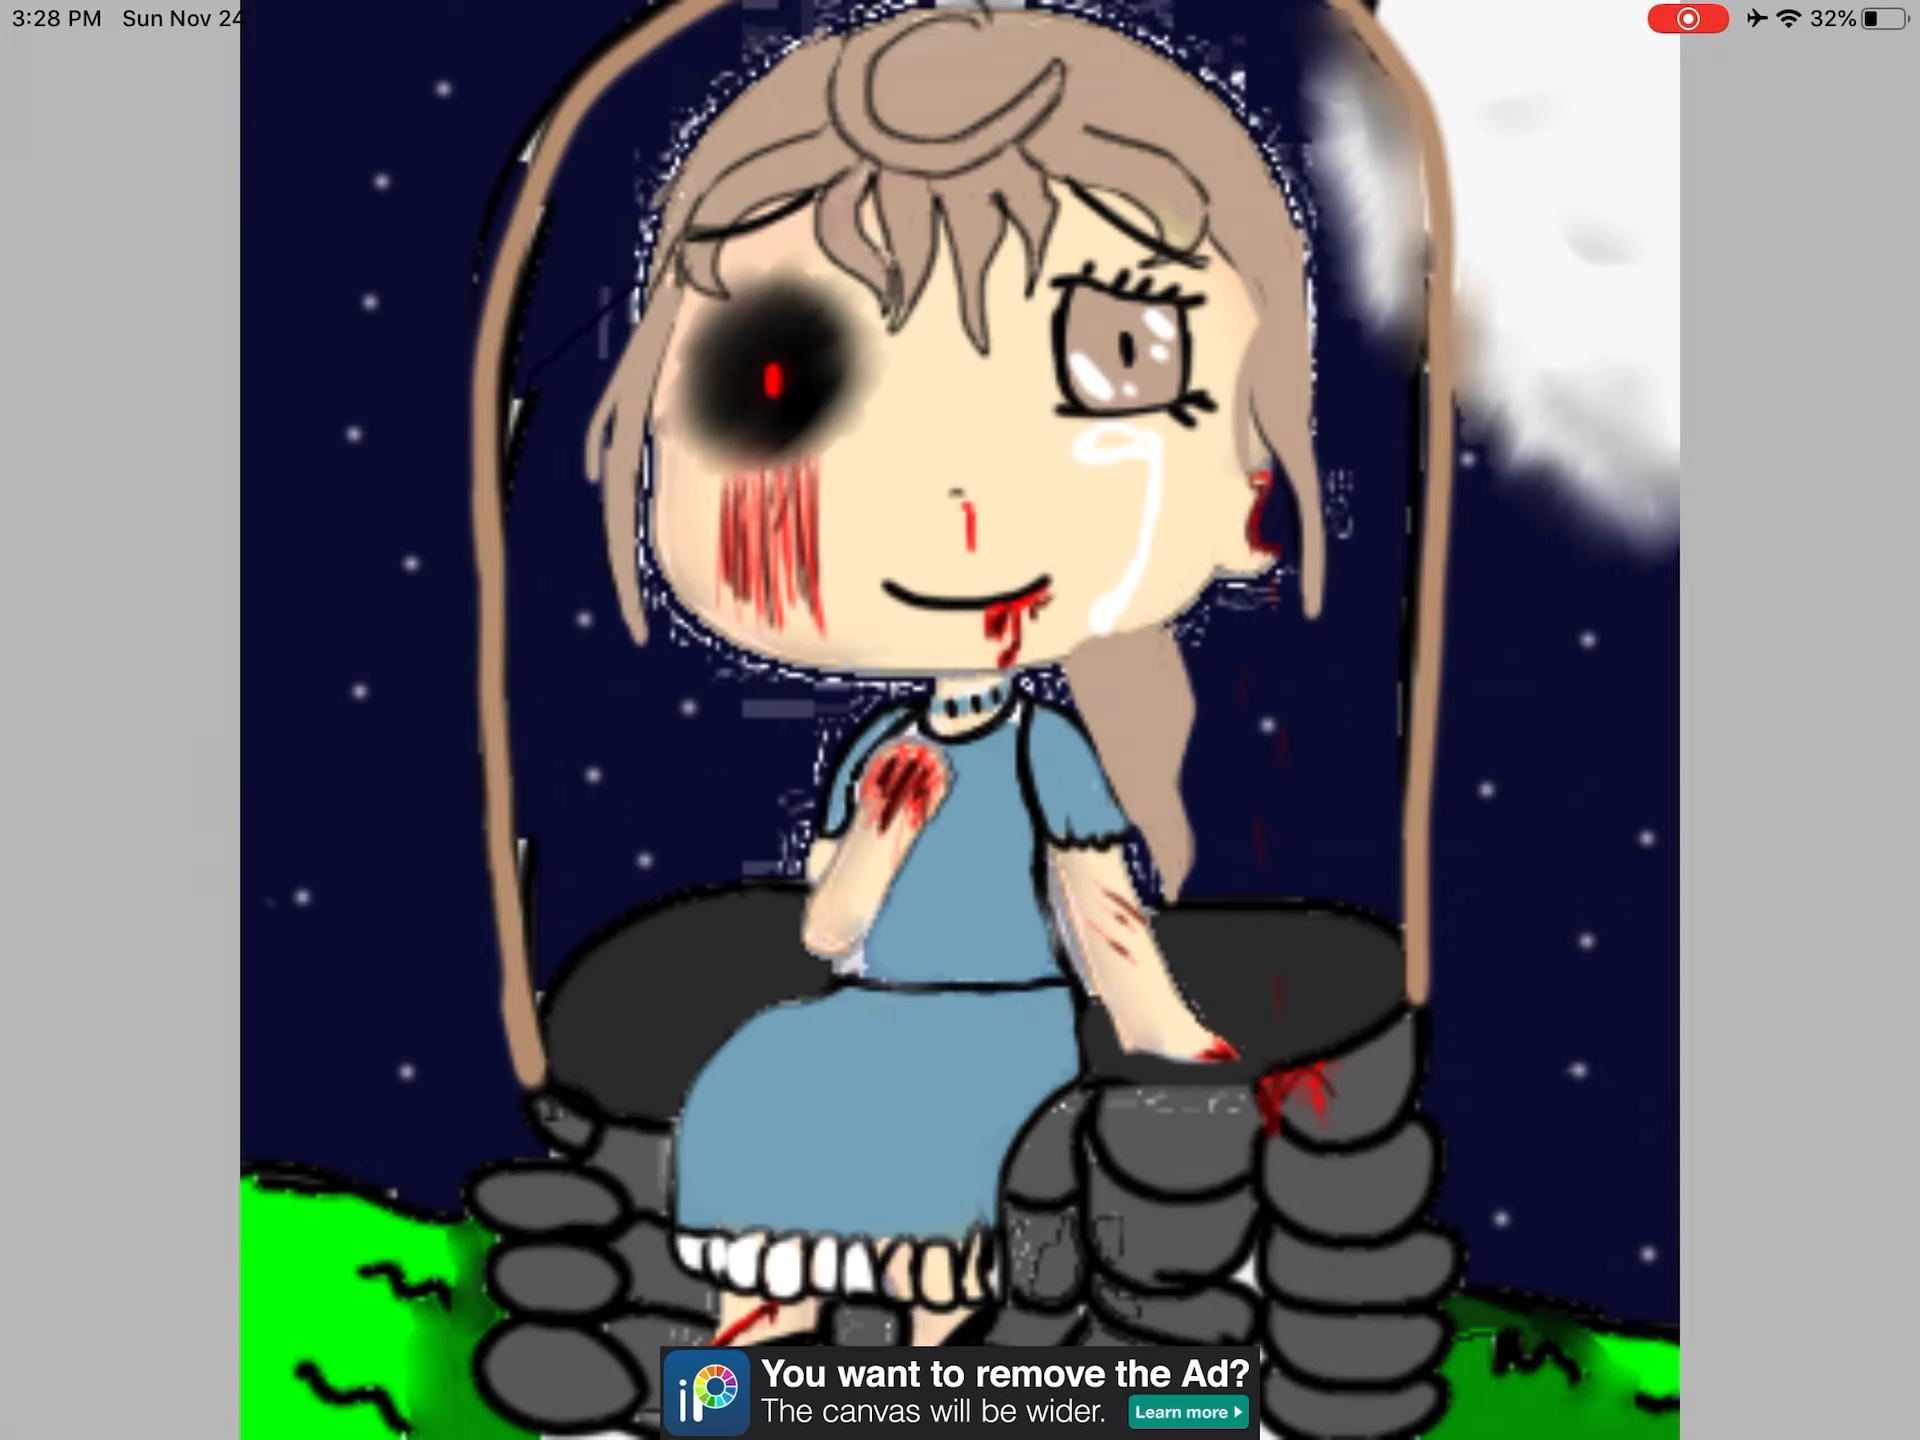 3:28 PM Sun Nov 24
32%
iP
You want to remove the Ad?
The canvas will be wider.
Learn more